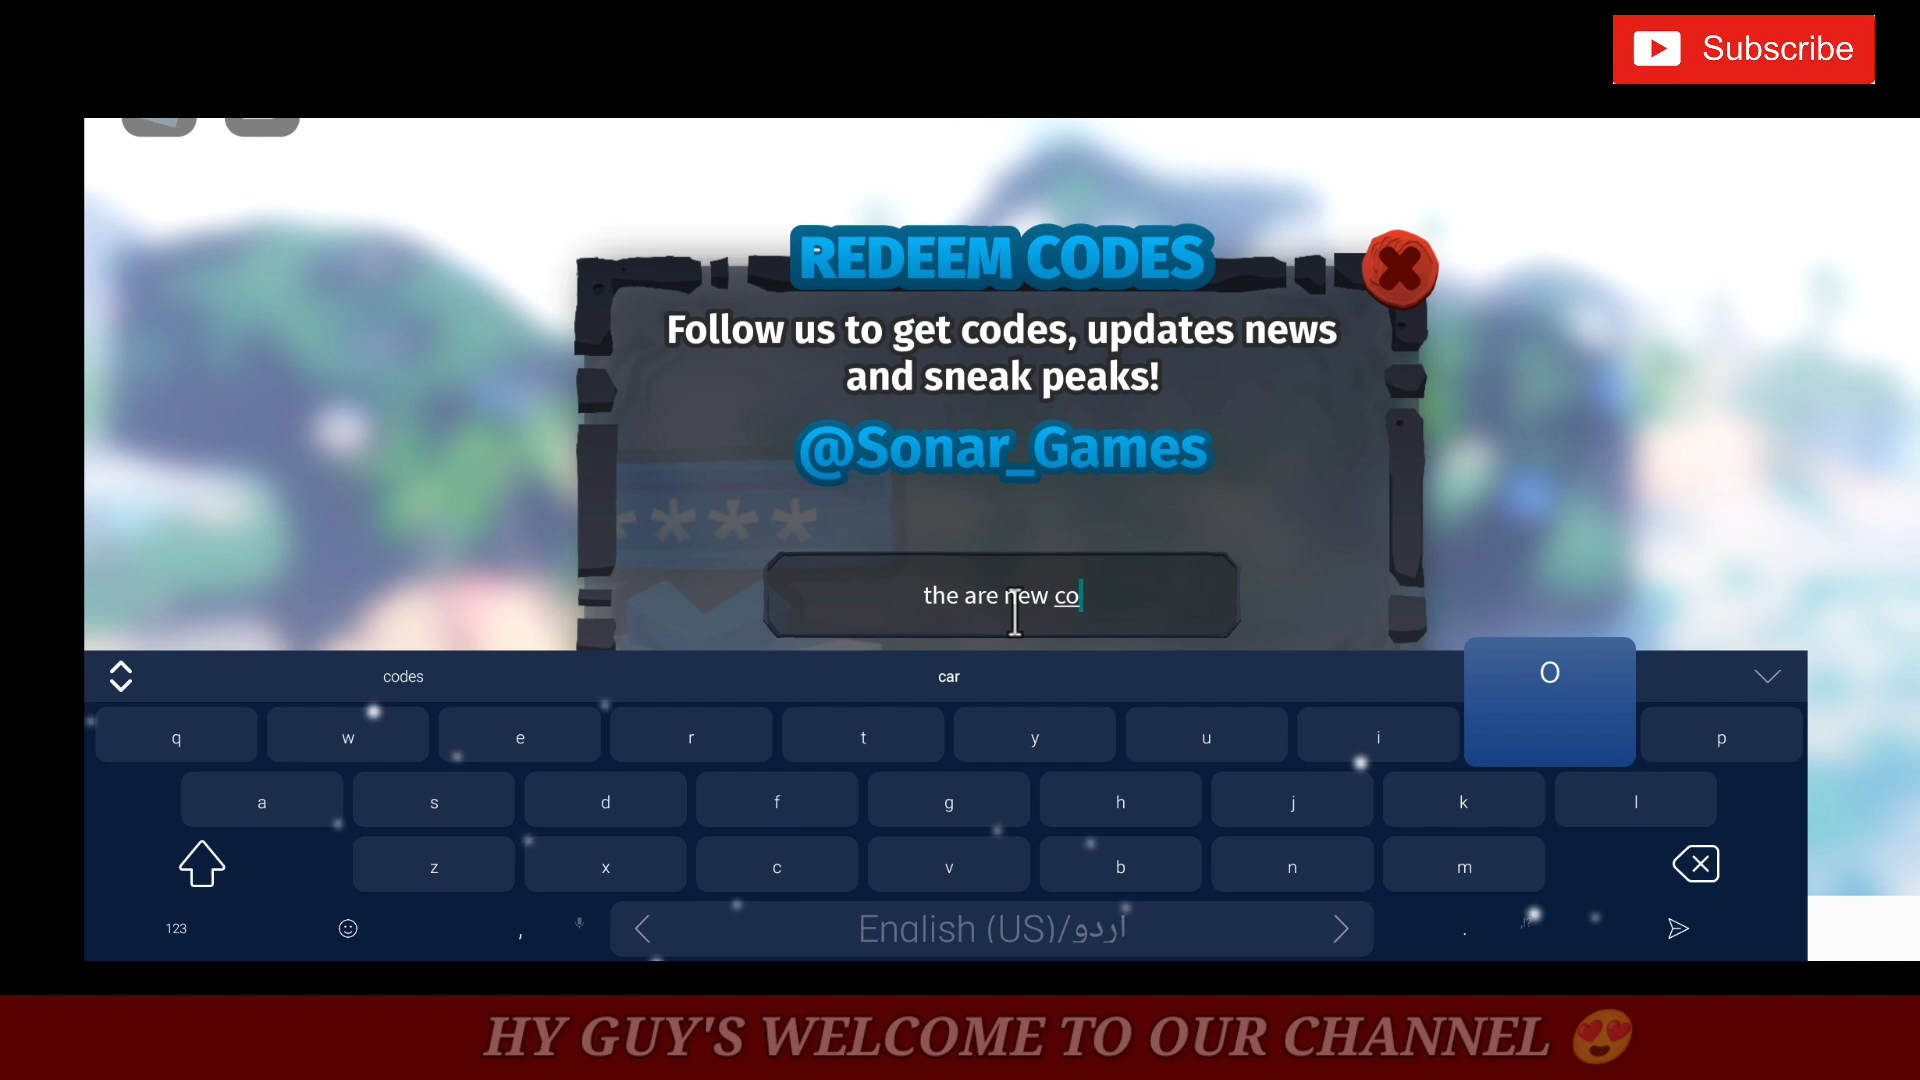 Subscribe
REDEEM CODES
Follow us to get codes, updates news
and sneak peaks!
@Sonar_Games
****
the are new co
codes car
O
q w e r t y u i p
a s d f g h j k l
z x c v b n m
123 , English (US)/اردو . ,!?
HY GUY'S WELCOME TO OUR CHANNEL 😍